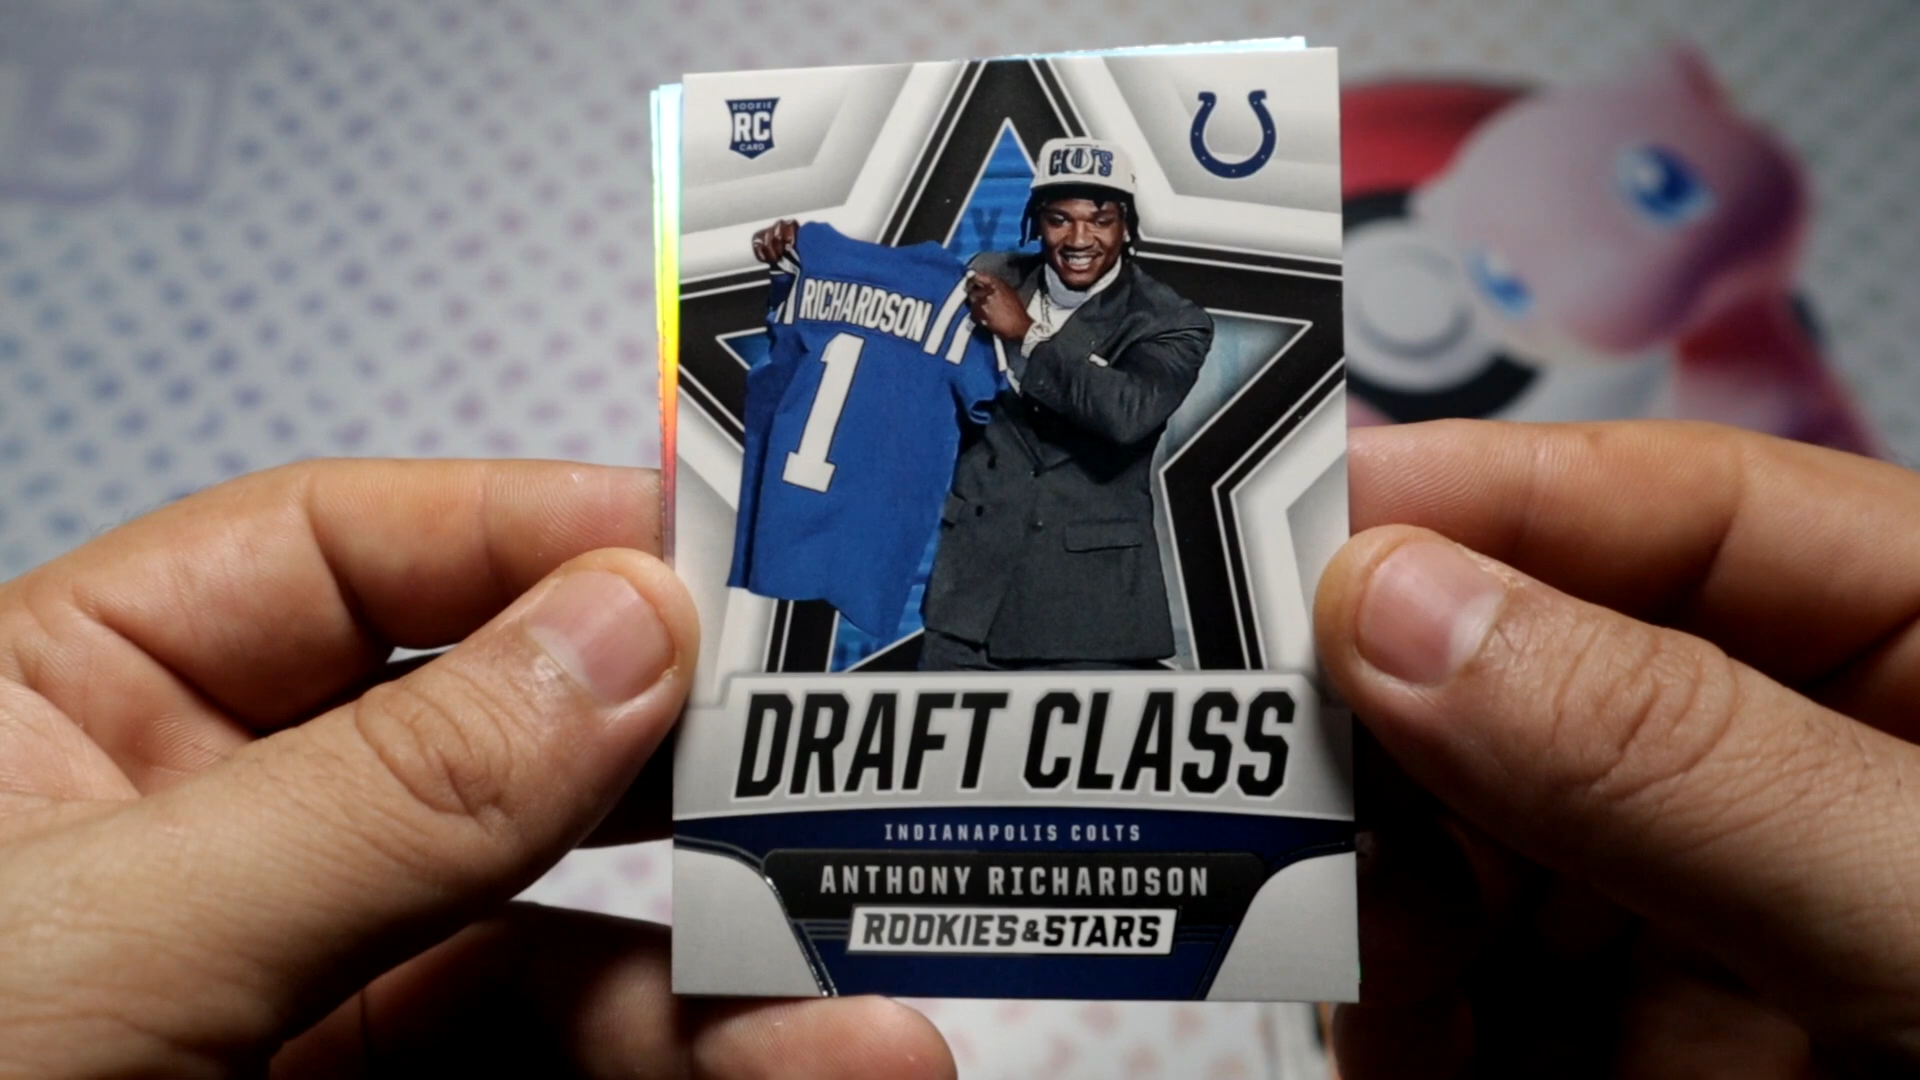 ROOKIE
RC
CARD
COLTS
RICHARDSON
1
DRAFT CLASS
INDIANAPOLIS COLTS
ANTHONY RICHARDSON
ROOKIES & STARS